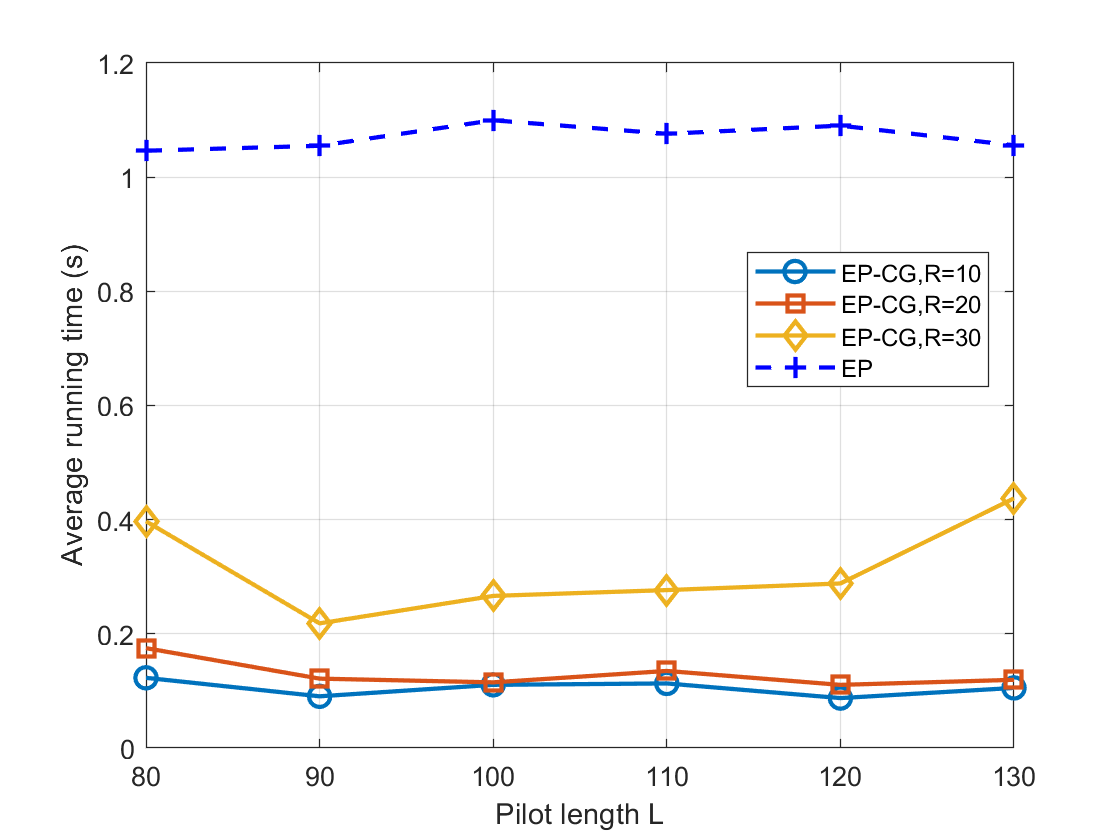 1.2
1
0.8
0.6
0.4
0.2
0
Average running time (s)
EP-CG,R=10
EP-CG,R=20
EP-CG,R=30
EP
80 90 100 110 120 130
Pilot length L